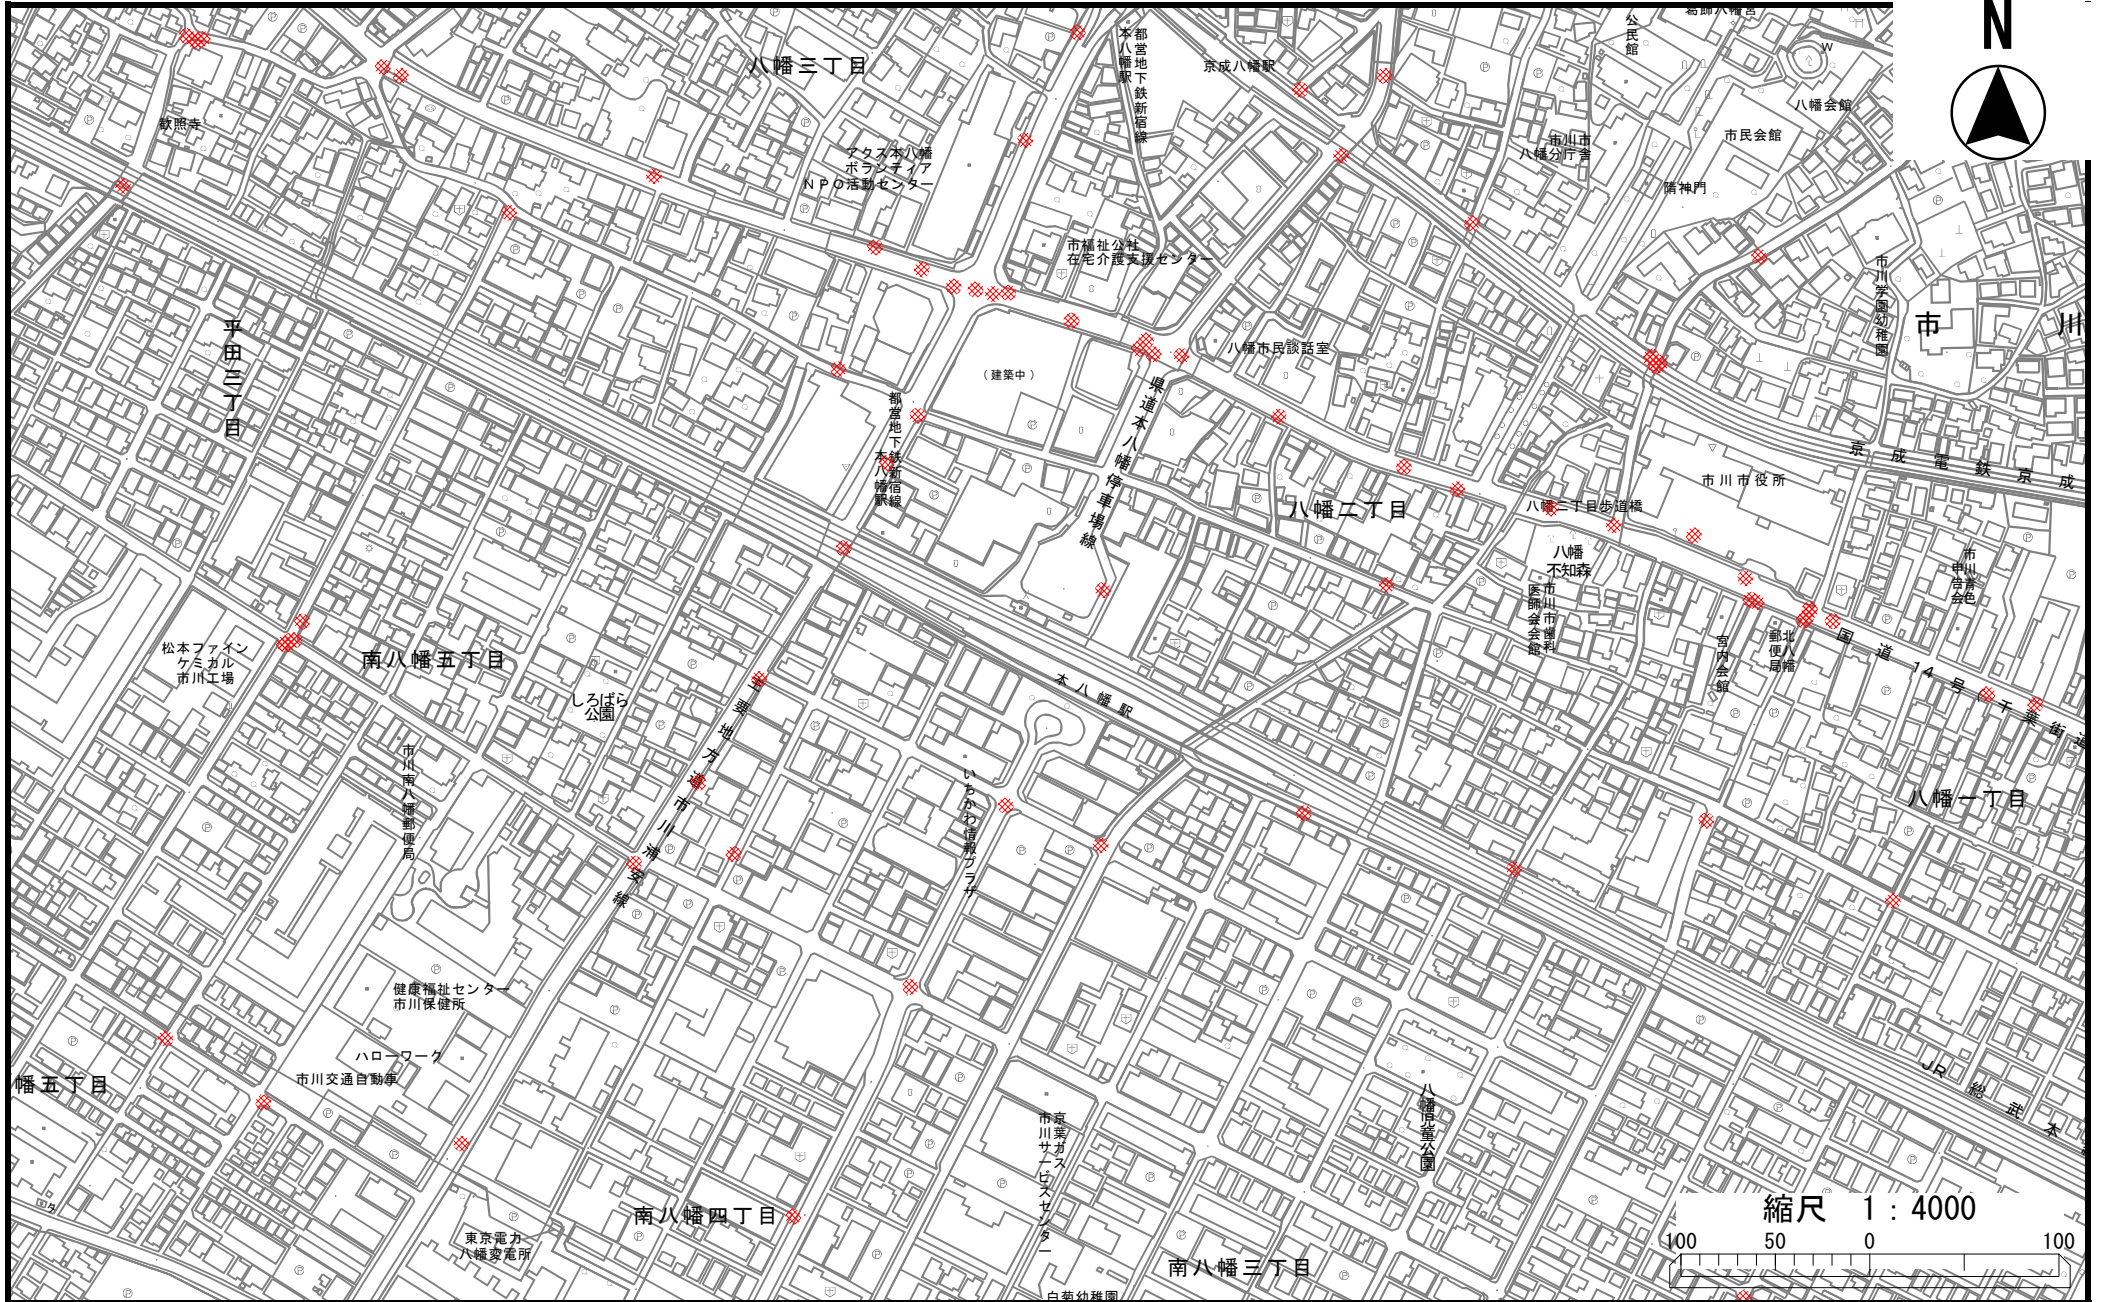 N
葛飾八幡宮
公民館
W
八幡三丁目
都営地下鉄新宿線
本八幡駅
京成八幡駅
八幡会館
市民会館
歓照寺
市川市
八幡分庁舎
アクス本八幡
ボランティア
NPO活動センター
隋神門
市福祉公社
在宅介護支援センター
市川学園幼稚園
市川
平田三丁目
八幡市民談話室
(建築中)
県道本八幡停車場線
都営地下鉄新宿線
本八幡駅
京成電鉄京成
市川市役所
八幡二丁目
八幡二丁目歩道橋
八幡
不知森
市川青色
申告会
市川市歯科
医師会会館
国道14号(千葉街道
北八幡
郵便局
宮内会館
松本ファイン
ケミカル
市川工場
南八幡五丁目
しろばら
公園
主要地方道市川浦安線
本八幡駅
市川南八幡郵便局
いちかわ情報プラザ
八幡一丁目
健康福祉センター
市川保健所
ハローワーク
市川交通自動車
幡五丁目
JR総武本
京葉ガス
市川サービスセンター
八幡児童公園
南八幡四丁目
東京電力
八幡変電所
南八幡三丁目
白菊幼稚園
縮尺 1:4000
100 50 0 100